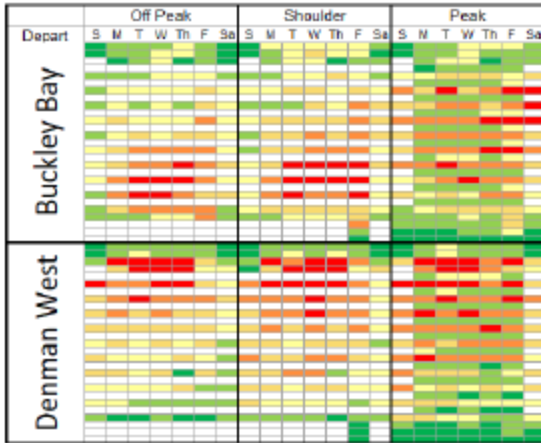 Off Peak Shoulder Peak
Depart S M T W Th F Sa S M T W Th F Sa S M T W Th F Sa
Buckley Bay
Denman West